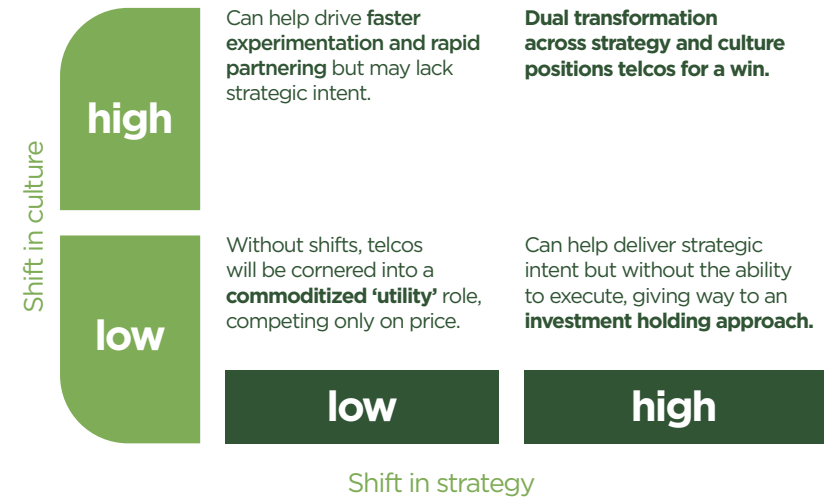 Shift in culture
high
Can help drive faster
experimentation and rapid
partnering but may lack
strategic intent.
Dual transformation
across strategy and culture
positions telcos for a win.
low
Without shifts, telcos
will be cornered into a
commoditized ‘utility’ role,
competing only on price.
Can help deliver strategic
intent but without the ability
to execute, giving way to an
investment holding approach.
low
high
Shift in strategy